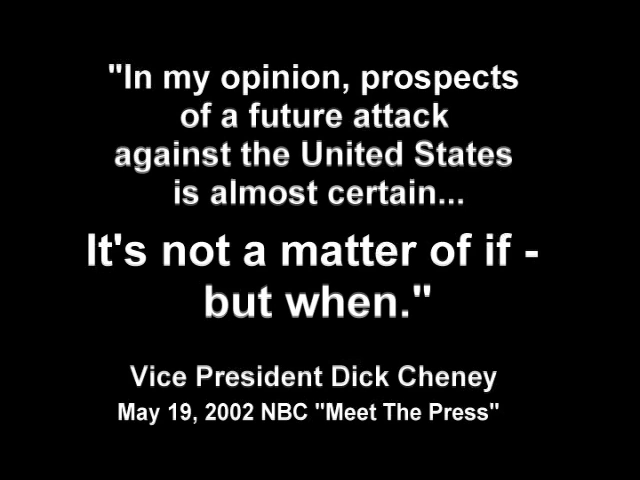 "In my opinion, prospects
of a future attack
against the United States
is almost certain...
It's not a matter of if -
but when."
Vice President Dick Cheney
May 19, 2002 NBC "Meet The Press"